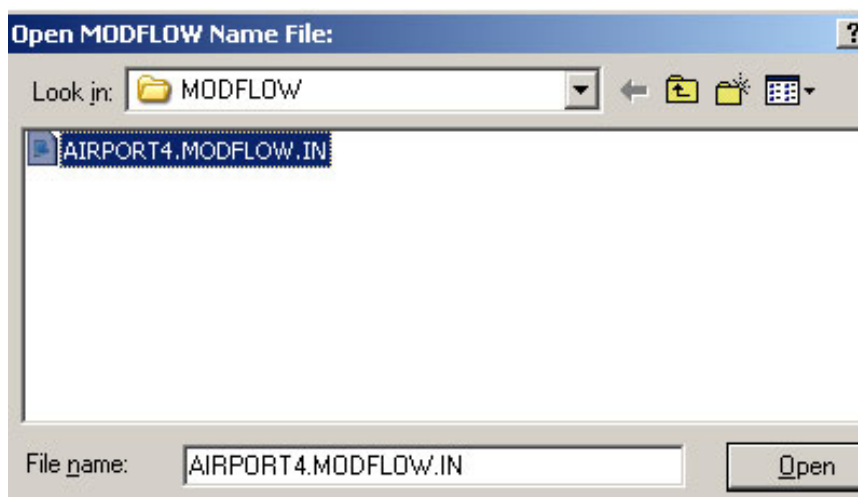 Open MODFLOW Name File:
?
Look in: MODFLOW
AIRPORT4.MODFLOW.IN
File name: AIRPORT4.MODFLOW.IN Open